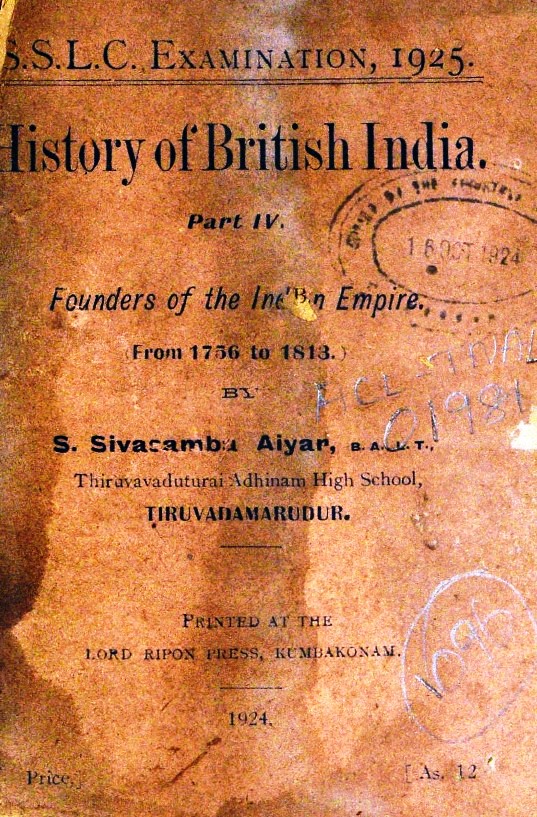 S.S.L.C. EXAMINATION, 1925.
History of British India.
Part IV.
Founders of the Empire.
(From 1756 to 1813.)
BY
S. Aiyar, B.A., L.T.,
Thiruvavaduturai Adhinam High School,
TIRUVADAMARUDUR.
PRINTED AT THE
LORD RIPON PRESS, KUMBAKONAM.
1924.
Price,] [As. 12
16 OCT 1924
01981